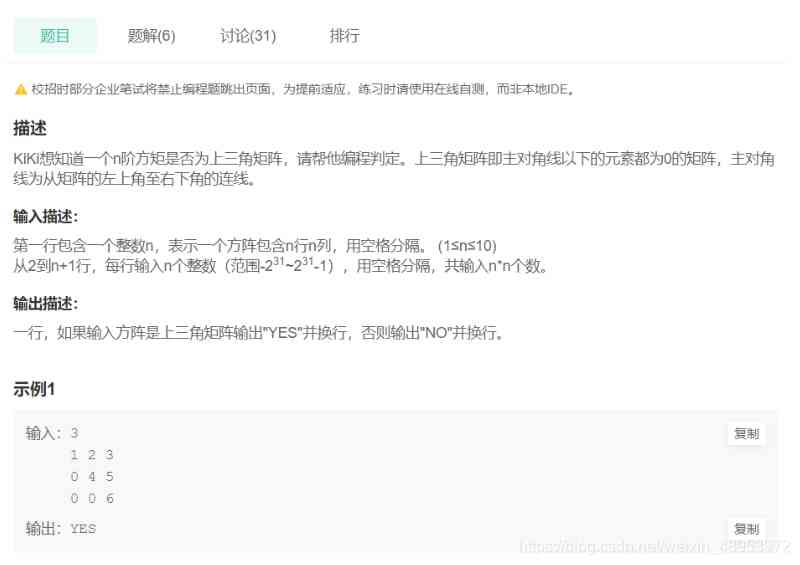 题目 题解(6) 讨论(31) 排行
校招时部分企业笔试将禁止编程题跳出页面，为提前适应，练习时请使用在线自测，而非本地IDE。
描述
KiKi想知道一个n阶方矩是否为上三角矩阵，请帮他编程判定。上三角矩阵即主对角线以下的元素都为0的矩阵，主对角
线为从矩阵的左上角至右下角的连线。
输入描述：
第一行包含一个整数n，表示一个方阵包含n行n列，用空格分隔。 (1≤n≤10)
从2到n+1行，每行输入n个整数（范围-2³¹~2³¹-1），用空格分隔，共输入n*n个数。
输出描述：
一行，如果输入方阵是上三角矩阵输出"YES"并换行，否则输出"NO"并换行。
示例1
输入：3 复制
1 2 3
0 4 5
0 0 6
输出：YES 复制
https://blog.csdn.net/weixin_48953972